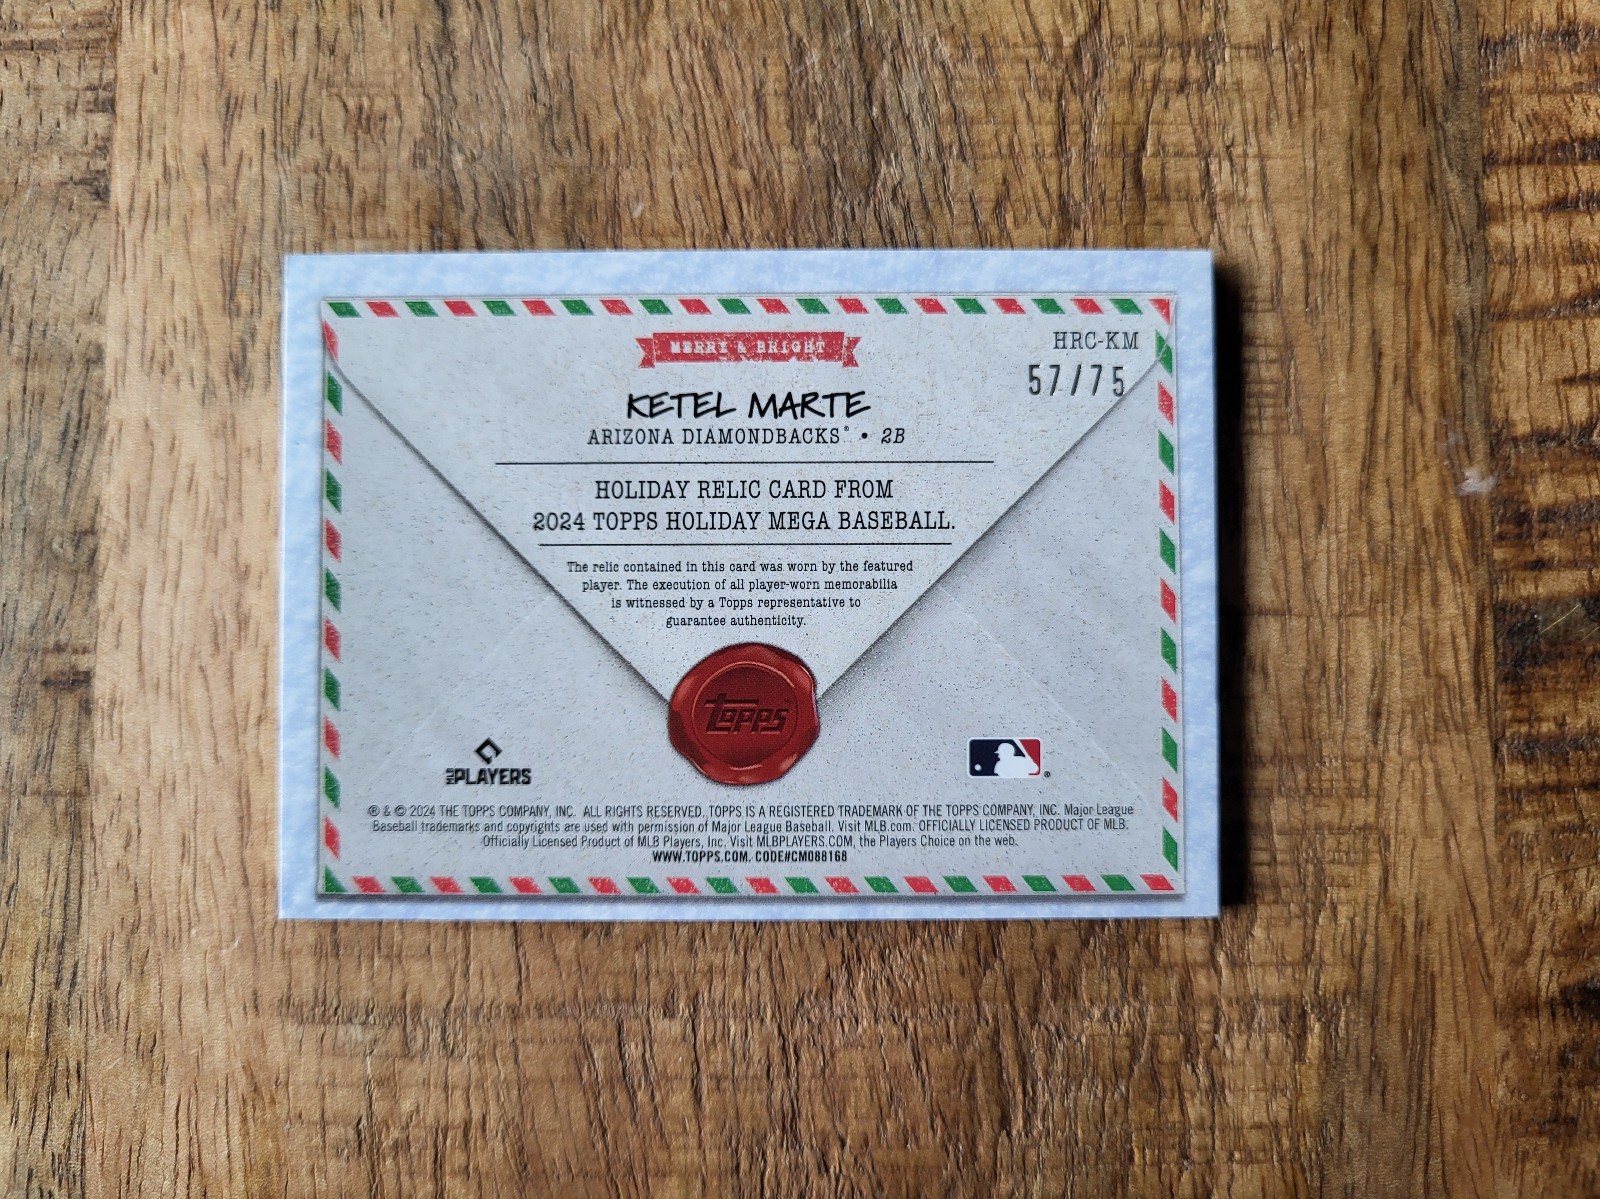 MERRY & BRIGHT
HRC-KM
57/75
KETEL MARTE
ARIZONA DIAMONDBACKS® • 2B
HOLIDAY RELIC CARD FROM
2024 TOPPS HOLIDAY MEGA BASEBALL.
The relic contained in this card was worn by the featured
player. The execution of all player-worn memorabilia
is witnessed by a Topps representative to
guarantee authenticity.
topps
MLB PLAYERS
®
® & © 2024 THE TOPPS COMPANY, INC. ALL RIGHTS RESERVED. TOPPS IS A REGISTERED TRADEMARK OF THE TOPPS COMPANY, INC. Major League
Baseball trademarks and copyrights are used with permission of Major League Baseball. Visit MLB.com. OFFICIALLY LICENSED PRODUCT OF MLB.
Officially Licensed Product of MLB Players, Inc. Visit MLBPLAYERS.COM, the Players Choice on the web.
WWW.TOPPS.COM. CODE#CM088168